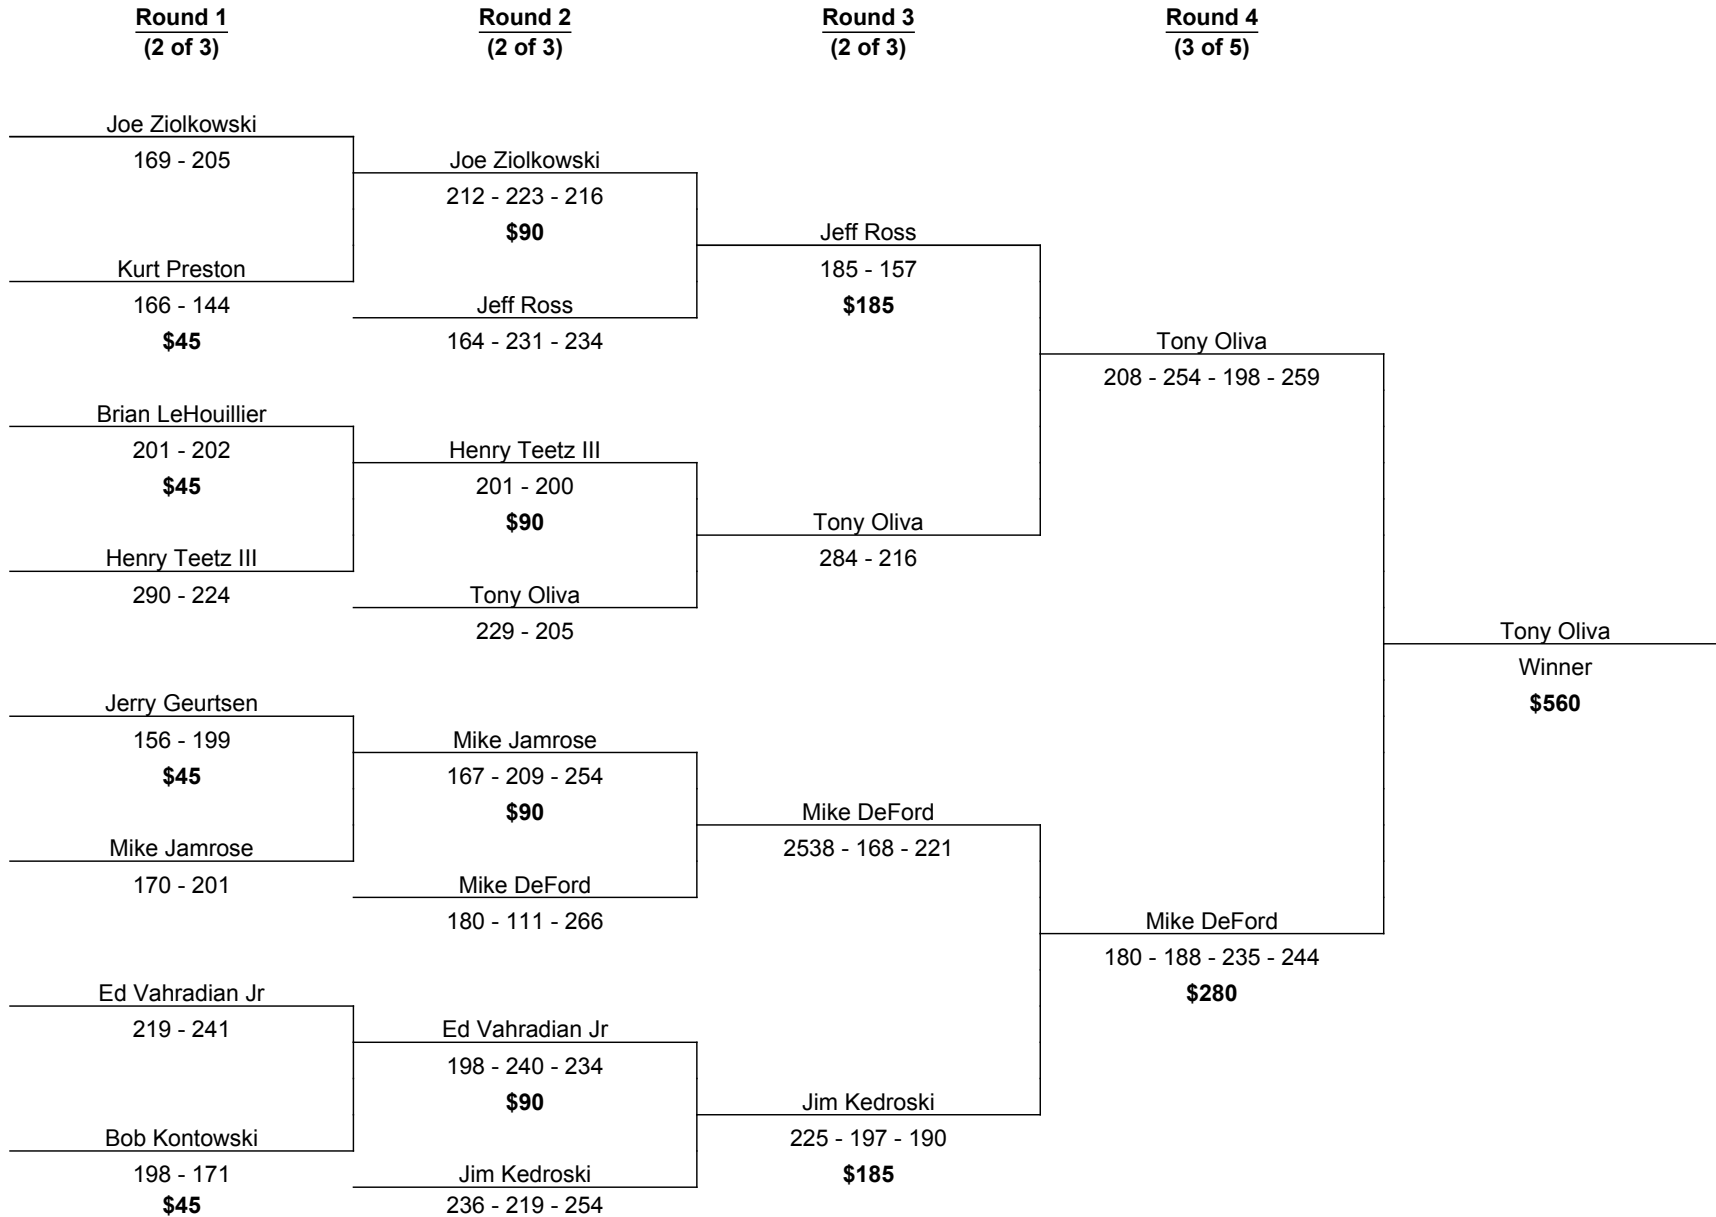 Round 1
(2 of 3)
Round 2
(2 of 3)
Round 3
(2 of 3)
Round 4
(3 of 5)
Joe Ziolkowski
169 - 205
Kurt Preston
166 - 144
$45
Brian LeHouillier
201 - 202
$45
Henry Teetz III
290 - 224
Jerry Geurtsen
156 - 199
$45
Mike Jamrose
170 - 201
Ed Vahradian Jr
219 - 241
Bob Kontowski
198 - 171
$45
Joe Ziolkowski
212 - 223 - 216
$90
Jeff Ross
164 - 231 - 234
Henry Teetz III
201 - 200
$90
Tony Oliva
229 - 205
Mike Jamrose
167 - 209 - 254
$90
Mike DeFord
180 - 111 - 266
Ed Vahradian Jr
198 - 240 - 234
$90
Jim Kedroski
236 - 219 - 254
Jeff Ross
185 - 157
$185
Tony Oliva
284 - 216
Mike DeFord
2538 - 168 - 221
Jim Kedroski
225 - 197 - 190
$185
Tony Oliva
208 - 254 - 198 - 259
Mike DeFord
180 - 188 - 235 - 244
$280
Tony Oliva
Winner
$560